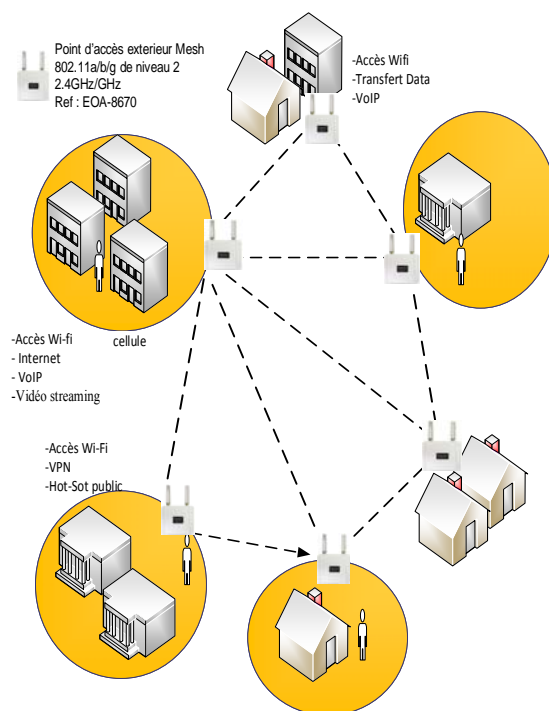 Point d'accès exterieur Mesh
802.11a/b/g de niveau 2
2.4GHz/GHz
Ref : EOA-8670
-Accès Wifi
-Transfert Data
-VoIP
-Accès Wi-fi
- Internet
- VoIP
-Vidéo streaming
cellule
-Accès Wi-Fi
-VPN
-Hot-Sot public